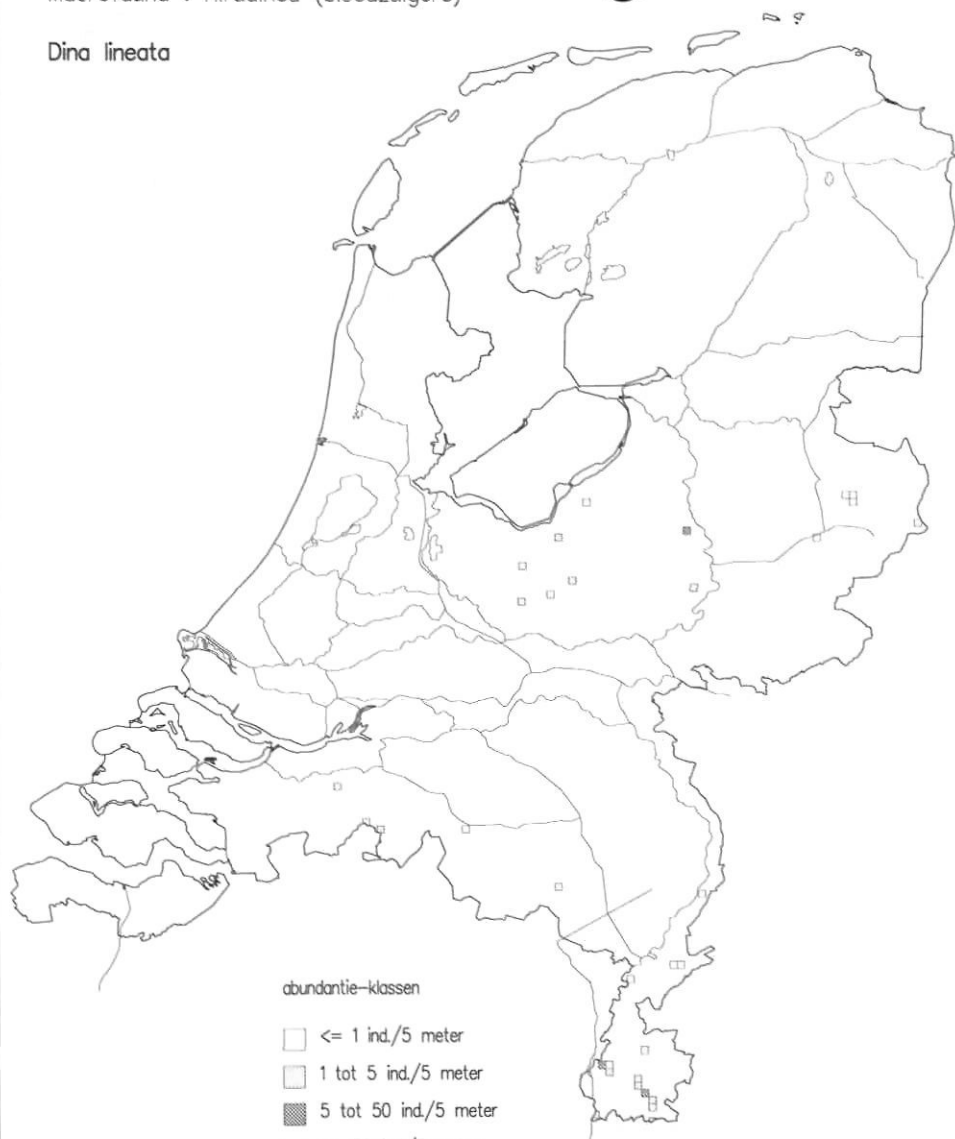 Dina lineata
abundantie-klassen
<= 1 ind./5 meter
1 tot 5 ind./5 meter
5 tot 50 ind./5 meter